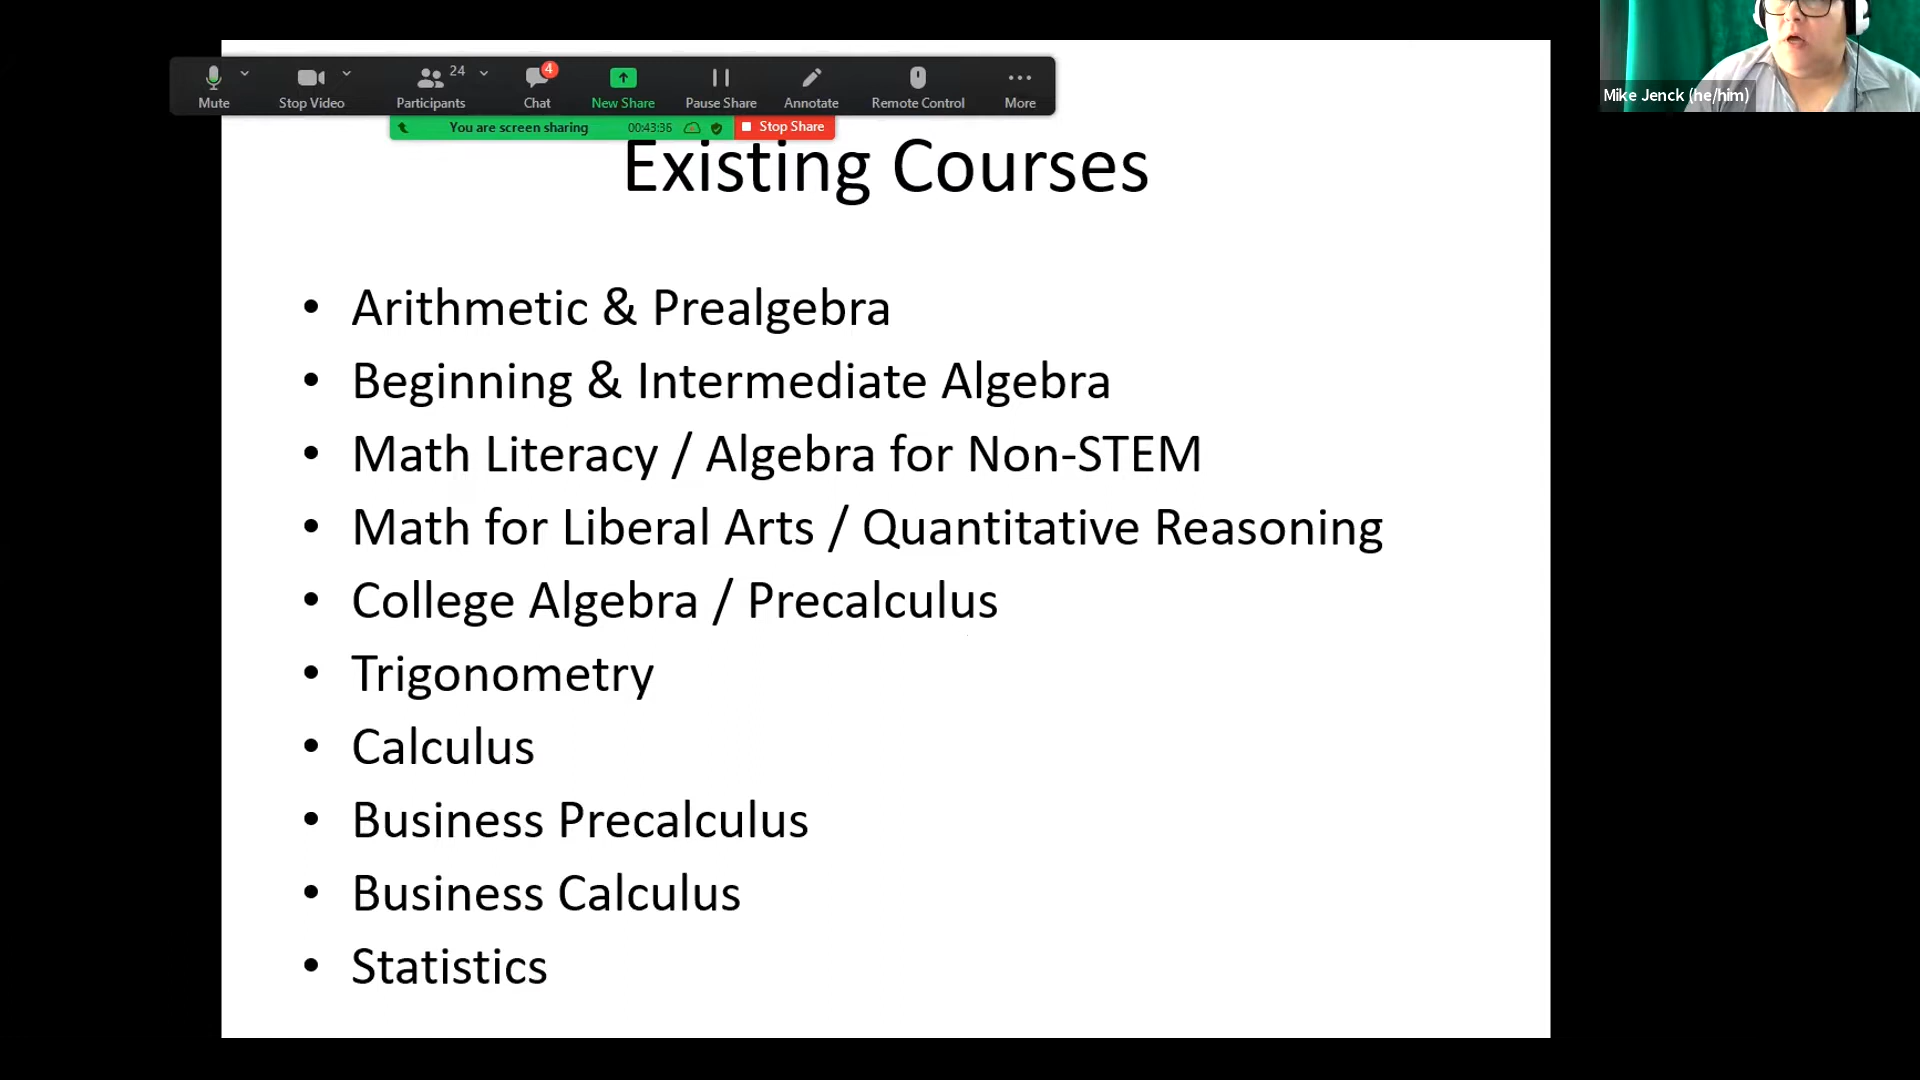 24
4
Mute
Stop Video
Participants
Chat
New Share
Pause Share
Annotate
Remote Control
More
Mike Jenck (he/him)
You are screen sharing
00:43:36
Stop Share
Existing Courses
• Arithmetic & Prealgebra
• Beginning & Intermediate Algebra
• Math Literacy / Algebra for Non-STEM
• Math for Liberal Arts / Quantitative Reasoning
• College Algebra / Precalculus
• Trigonometry
• Calculus
• Business Precalculus
• Business Calculus
• Statistics